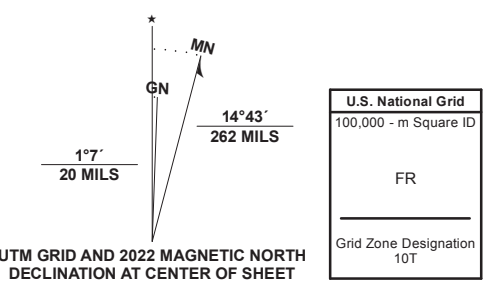 ★
MN
GN
14°43´
262 MILS
1°7´
20 MILS
UTM GRID AND 2022 MAGNETIC NORTH
DECLINATION AT CENTER OF SHEET
U.S. National Grid
100,000 - m Square ID
FR
Grid Zone Designation
10T